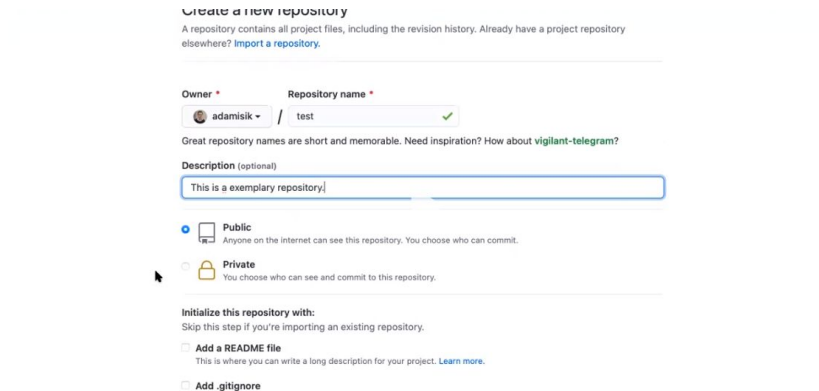 Create a new repository
A repository contains all project files, including the revision history. Already have a project repository
elsewhere? Import a repository.
Owner * Repository name *
adamisik / test
Great repository names are short and memorable. Need inspiration? How about vigilant-telegram?
Description (optional)
This is a exemplary repository.
Public
Anyone on the internet can see this repository. You choose who can commit.
Private
You choose who can see and commit to this repository.
Initialize this repository with:
Skip this step if you're importing an existing repository.
Add a README file
This is where you can write a long description for your project. Learn more.
Add .gitignore